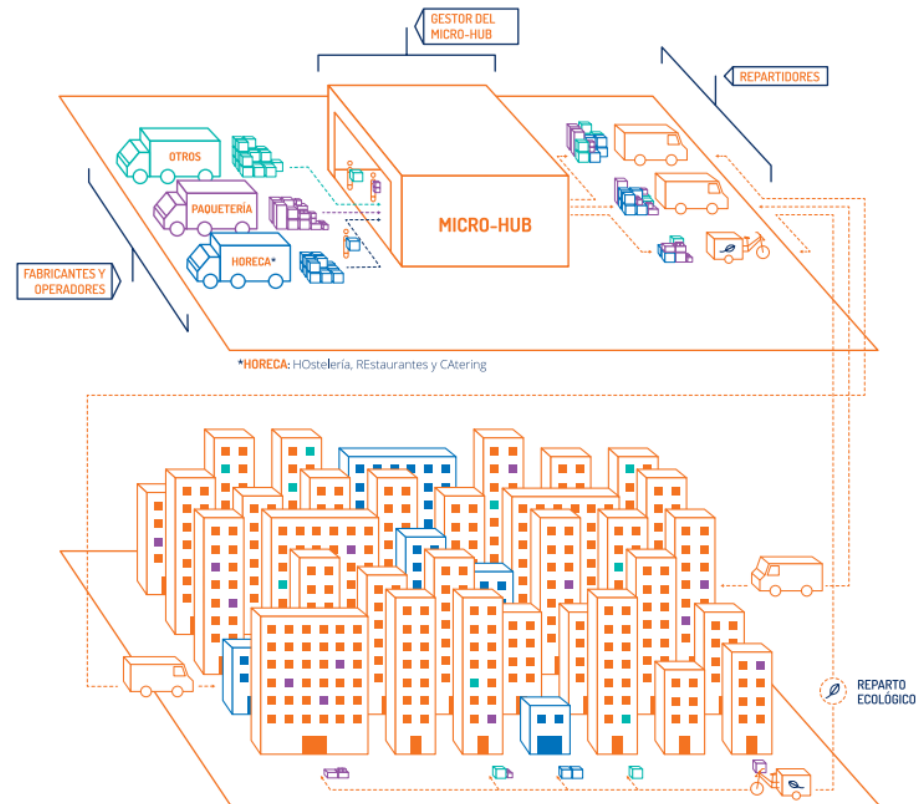 GESTOR DEL
MICRO-HUB
REPARTIDORES
OTROS
PAQUETERÍA
MICRO-HUB
HORECA*
FABRICANTES Y
OPERADORES
*HORECA: HOstelería, REstaurantes y CAtering
REPARTO
ECOLÓGICO